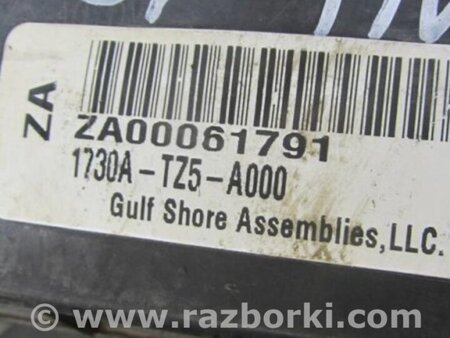 ZA
ZA00061791
1730A-TZ5-A000
Gulf Shore Assemblies, LLC.
www.razborki.com